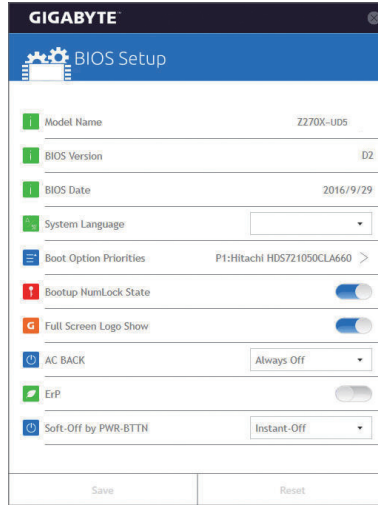 GIGABYTE™
BIOS Setup
Model Name Z270X-UD5
BIOS Version D2
BIOS Date 2016/9/29
System Language
Boot Option Priorities P1:Hitachi HDS721050CLA660 >
Bootup NumLock State
G Full Screen Logo Show
AC BACK Always Off
ErP
Soft-Off by PWR-BTTN Instant-Off
Save Reset